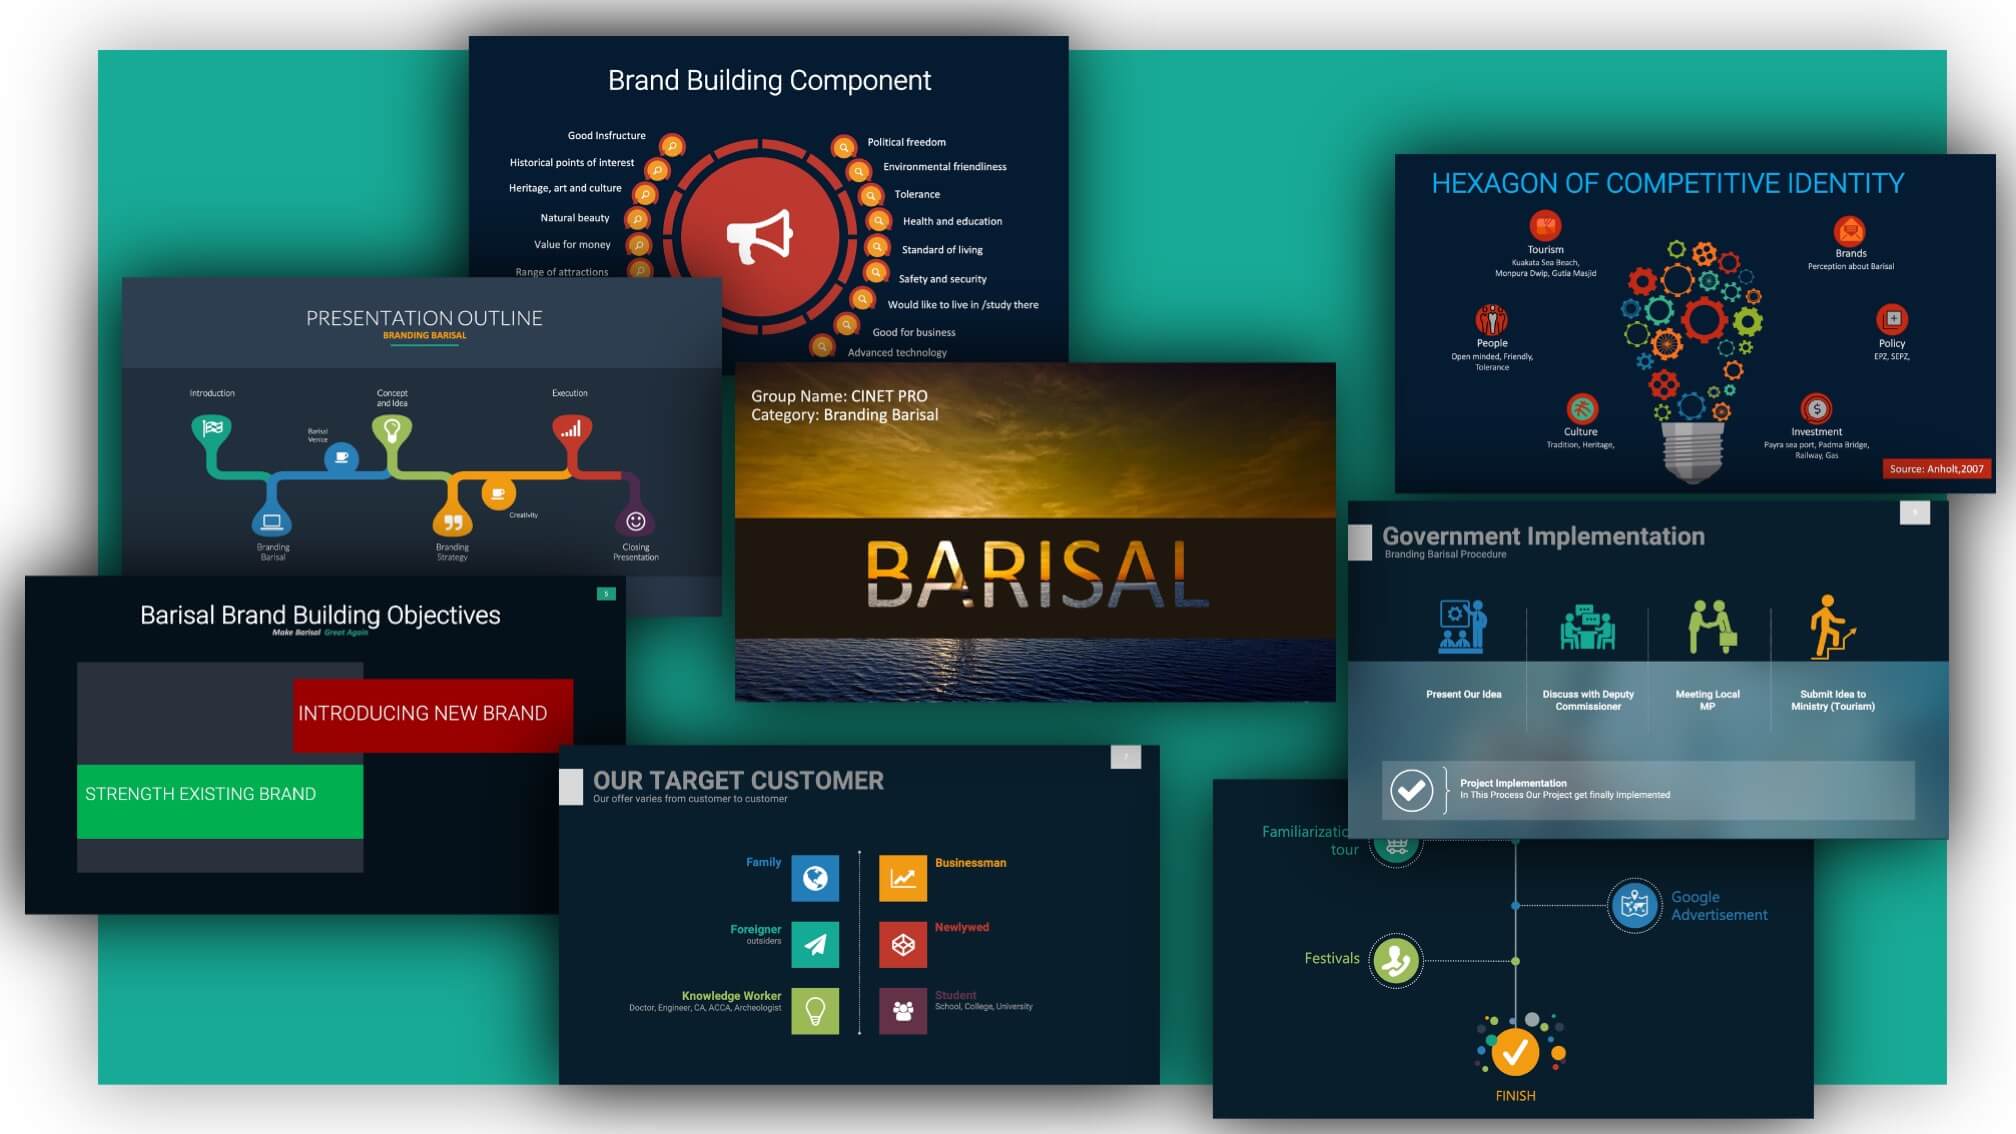 Brand Building Component
Good Insfructure
Historical points of interest
Heritage, art and culture
Natural beauty
Value for money
Range of attractions
Political freedom
Environmental friendliness
Tolerance
Health and education
Standard of living
Safety and security
Would like to live in /study there
Good for business
Advanced technology
HEXAGON OF COMPETITIVE IDENTITY
Tourism
Kuakata Sea Beach,
Monpura Dwip, Gutia Masjid
Brands
Perception about Barisal
People
Open minded, Friendly,
Tolerance
Policy
EPZ, SEPZ,
Culture
Tradition, Heritage,
Investment
Payra sea port, Padma Bridge,
Railway, Gas
Source: Anholt,2007
PRESENTATION OUTLINE
BRANDING BARISAL
Introduction
Barisal
Venice
Concept
and Idea
Execution
Branding
Barisal
Branding
Strategy
Creativity
Closing
Presentation
Group Name: CINET PRO
Category: Branding Barisal
BARISAL
Government Implementation
Branding Barisal Procedure
Present Our Idea
Discuss with Deputy
Commissioner
Meeting Local
MP
Submit Idea to
Ministry (Tourism)
Project Implementation
In This Process Our Project get finally Implemented
5
Barisal Brand Building Objectives
Make Barisal Great Again
INTRODUCING NEW BRAND
STRENGTH EXISTING BRAND
7
OUR TARGET CUSTOMER
Our offer varies from customer to customer
Family
Businessman
Foreigner
outsiders
Newlywed
Knowledge Worker
Doctor, Engineer, CA, ACCA, Archeologist
Student
School, College, University
tour
Google
Advertisement
Festivals
FINISH